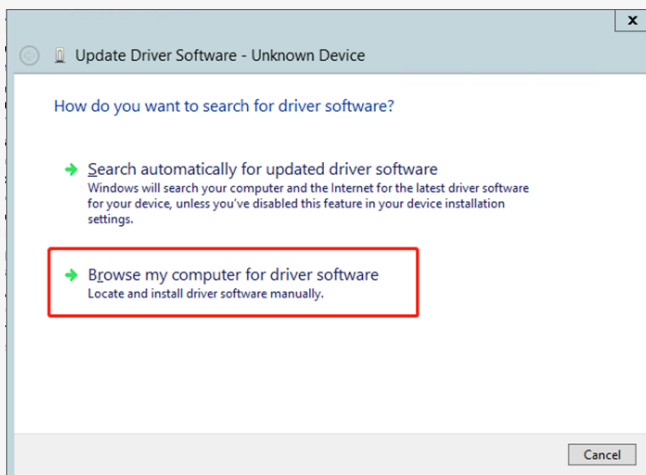 x
Update Driver Software - Unknown Device
How do you want to search for driver software?
Search automatically for updated driver software
Windows will search your computer and the Internet for the latest driver software
for your device, unless you've disabled this feature in your device installation
settings.
Browse my computer for driver software
Locate and install driver software manually.
Cancel